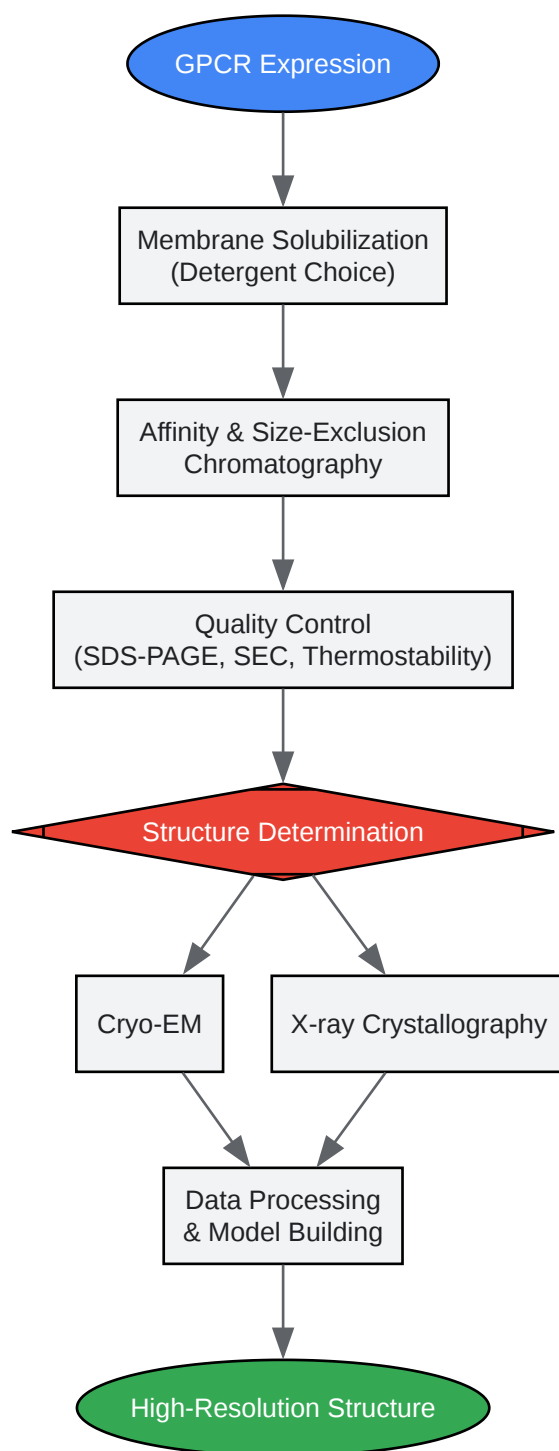 GPCR Expression
Membrane Solubilization
(Detergent Choice)
Affinity & Size-Exclusion
Chromatography
Quality Control
(SDS-PAGE, SEC, Thermostability)
Structure Determination
Cryo-EM
X-ray Crystallography
Data Processing
& Model Building
High-Resolution Structure